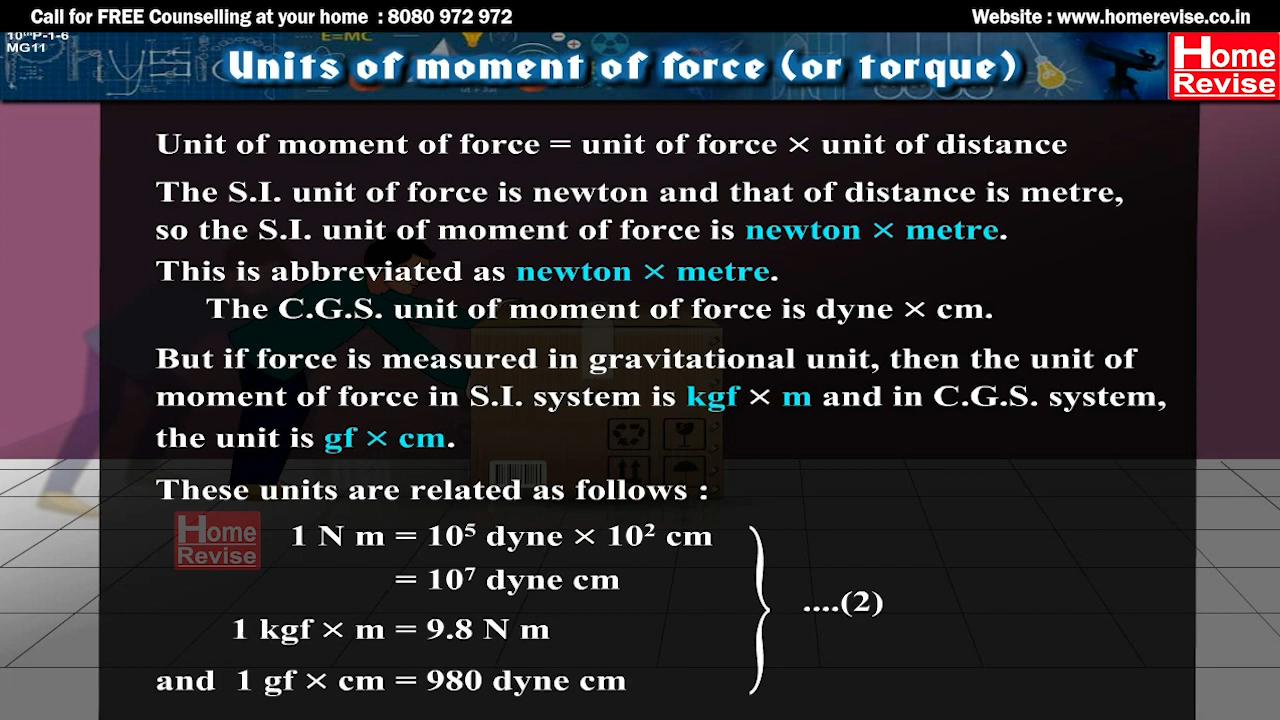 Call for FREE Counselling at your home : 8080 972 972
Website : www.homerevise.co.in
10thP-1-6
MG11
E=MC
Physic
Units of moment of force (or torque)
Home
Revise
Unit of moment of force = unit of force × unit of distance
The S.I. unit of force is newton and that of distance is metre,
so the S.I. unit of moment of force is newton × metre.
This is abbreviated as newton × metre.
The C.G.S. unit of moment of force is dyne × cm.
But if force is measured in gravitational unit, then the unit of
moment of force in S.I. system is kgf × m and in C.G.S. system,
the unit is gf × cm.
These units are related as follows :
Home
Revise
1 N m = 10⁵ dyne × 10² cm
= 10⁷ dyne cm
1 kgf × m = 9.8 N m
....(2)
and 1 gf × cm = 980 dyne cm